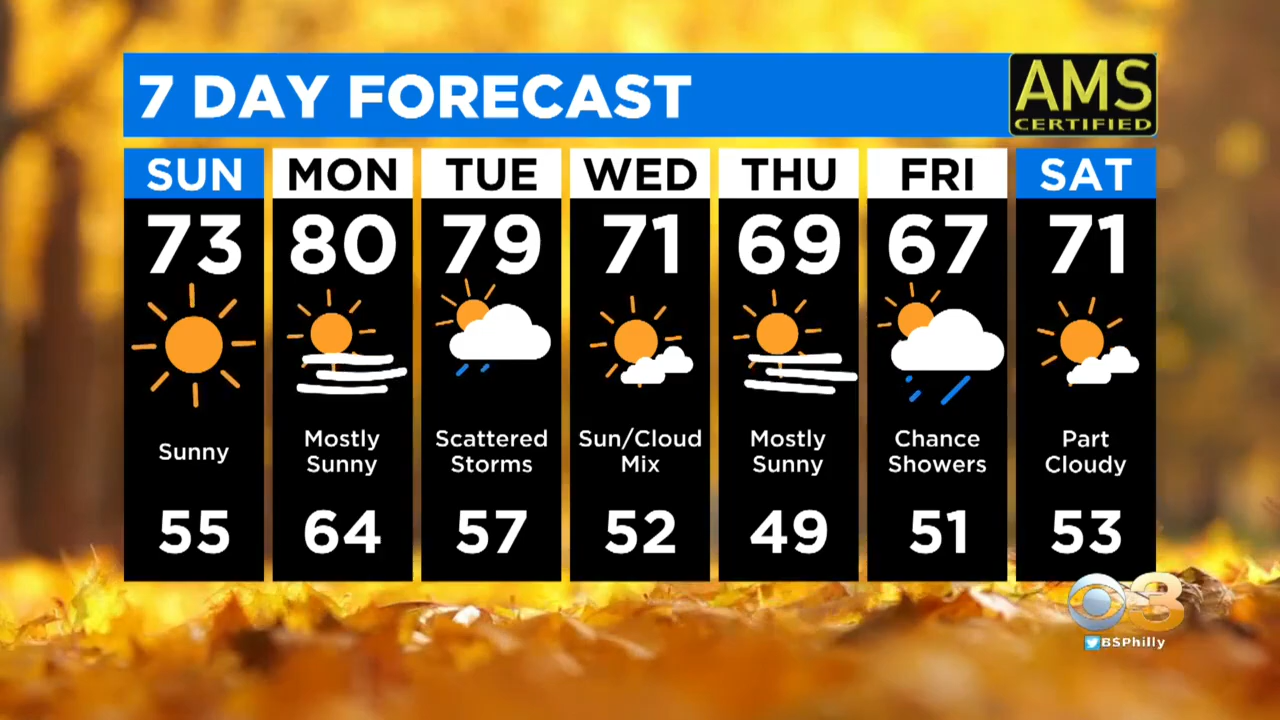 7 DAY FORECAST
AMS
CERTIFIED
SUN MON TUE WED THU FRI SAT
73 80 79 71 69 67 71
Sunny
Mostly
Sunny
Scattered
Storms
Sun/Cloud
Mix
Mostly
Sunny
Chance
Showers
Part
Cloudy
55 64 57 52 49 51 53
3
BSPhilly